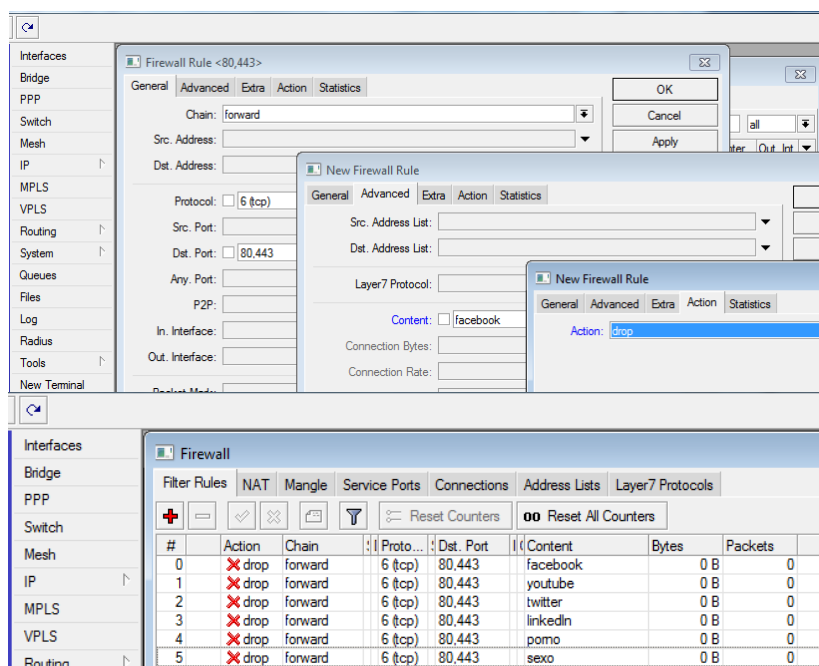 Interfaces
Bridge
PPP
Switch
Mesh
IP
MPLS
VPLS
Routing
System
Queues
Files
Log
Radius
Tools
New Terminal
Firewall Rule <80,443>
General Advanced Extra Action Statistics
OK
Chain: forward
Cancel
Src. Address:
Apply
Dst. Address:
all
Out. Int
Protocol: 6 (tcp)
Src. Port:
Dst. Port: 80,443
Any. Port:
P2P:
In. Interface:
Out. Interface:
New Firewall Rule
General Advanced Extra Action Statistics
Src. Address List:
Dst. Address List:
Layer7 Protocol:
Content: facebook
Connection Bytes:
Connection Rate:
New Firewall Rule
General Advanced Extra Action Statistics
Action: drop
Interfaces
Bridge
PPP
Switch
Mesh
IP
MPLS
VPLS
Routing
Firewall
Filter Rules NAT Mangle Service Ports Connections Address Lists Layer7 Protocols
Reset Counters 00 Reset All Counters
# Action Chain Proto... Dst. Port Content Bytes Packets
0 drop forward 6 (tcp) 80,443 facebook 0 B 0
1 drop forward 6 (tcp) 80,443 youtube 0 B 0
2 drop forward 6 (tcp) 80,443 twitter 0 B 0
3 drop forward 6 (tcp) 80,443 linkedln 0 B 0
4 drop forward 6 (tcp) 80,443 porno 0 B 0
5 drop forward 6 (tcp) 80,443 sexo 0 B 0